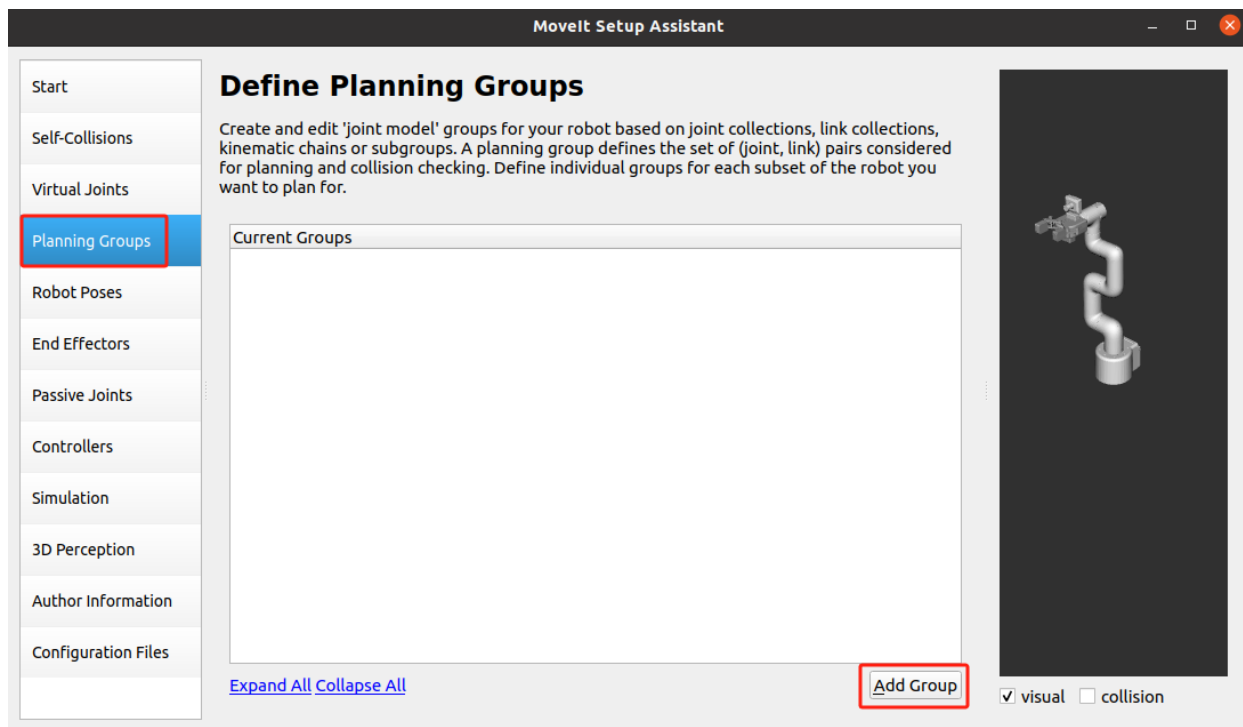 MoveIt Setup Assistant
Start
Self-Collisions
Virtual Joints
Planning Groups
Robot Poses
End Effectors
Passive Joints
Controllers
Simulation
3D Perception
Author Information
Configuration Files
Define Planning Groups
Create and edit 'joint model' groups for your robot based on joint collections, link collections,
kinematic chains or subgroups. A planning group defines the set of (joint, link) pairs considered
for planning and collision checking. Define individual groups for each subset of the robot you
want to plan for.
Current Groups
Expand All Collapse All
Add Group
visual collision